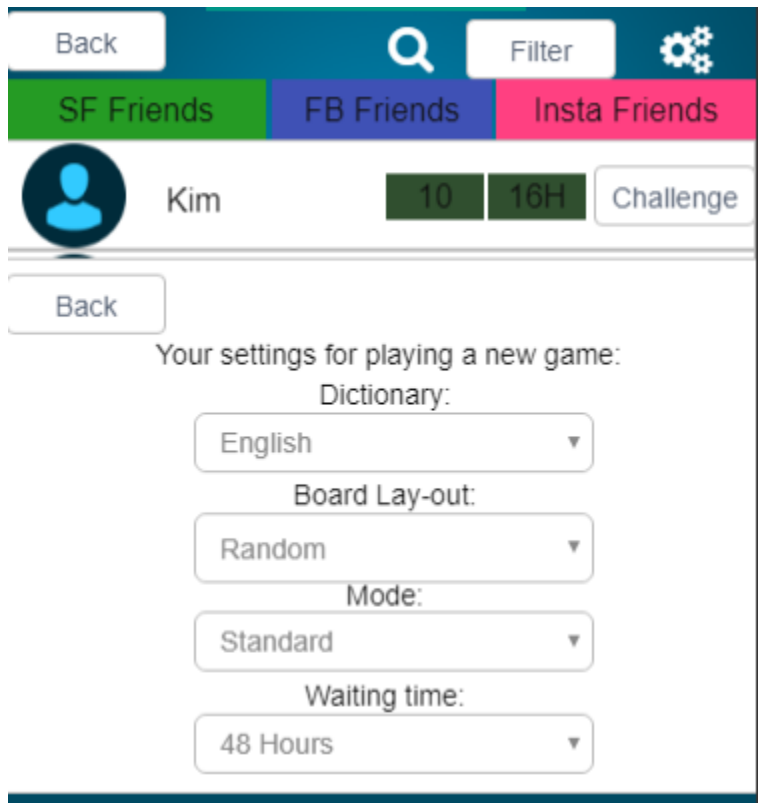 Back Filter
SF Friends FB Friends Insta Friends
Kim 10 16H Challenge
Back
Your settings for playing a new game:
Dictionary:
English
Board Lay-out:
Random
Mode:
Standard
Waiting time:
48 Hours